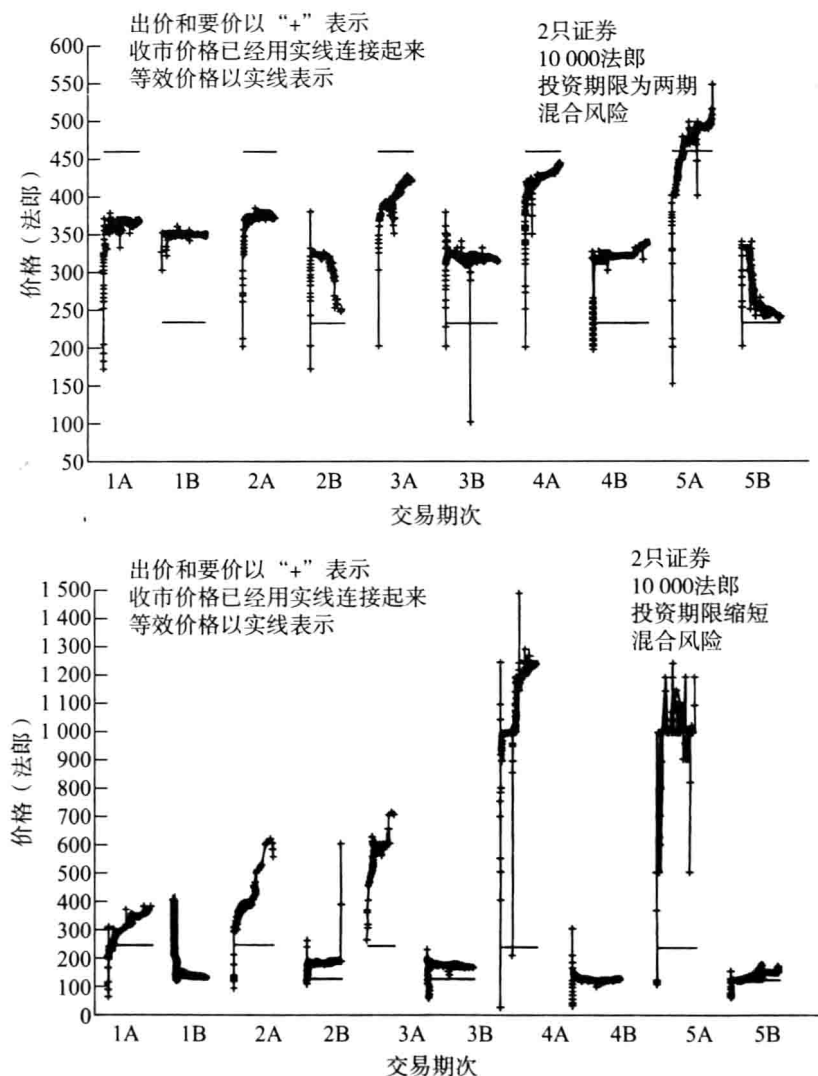 出价和要价以“+”表示
收市价格已经用实线连接起来
等效价格以实线表示
2只证券
10 000法郎
投资期限为两期
混合风险
600
550
500
450
400
350
300
250
200
150
100
50
价格（法郎）
1A 1B 2A 2B 3A 3B 4A 4B 5A 5B
交易期次
出价和要价以“+”表示
收市价格已经用实线连接起来
等效价格以实线表示
2只证券
10 000法郎
投资期限缩短
混合风险
1 500
1 400
1 300
1 200
1 100
1 000
900
800
700
600
500
400
300
200
100
0
价格（法郎）
1A 1B 2A 2B 3A 3B 4A 4B 5A 5B
交易期次